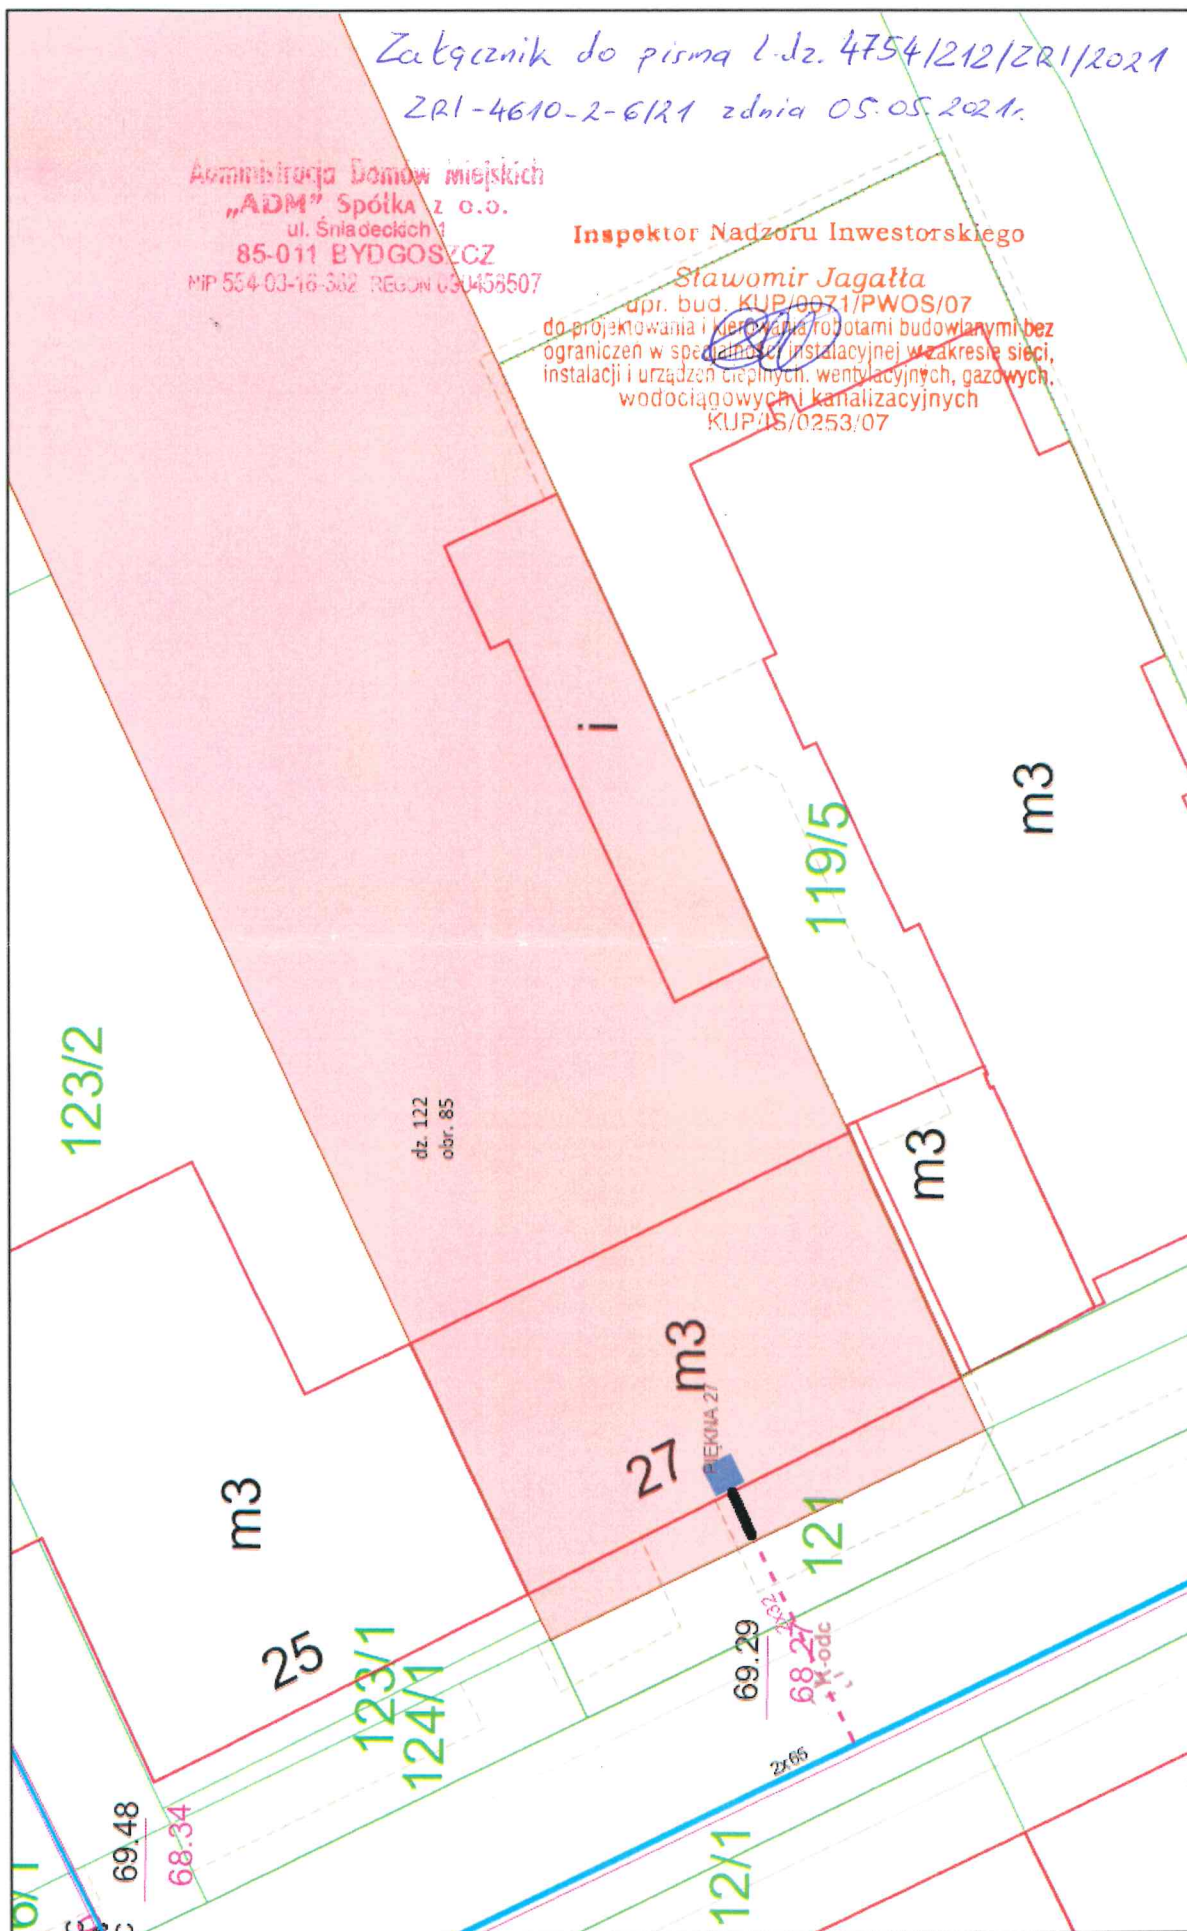 Załącznik do pisma l.dz. 4754/212/ZRI/2021
ZRI-4610-2-6/21 z dnia 05.05.2021r.
Administracja Domów Miejskich
„ADM” Spółka z o.o.
ul. Śniadeckich 1
85-011 BYDGOSZCZ
NIP 554-03-16-362 REGON 090456507
Inspektor Nadzoru Inwestorskiego
Sławomir Jagałła
upr. bud. KUP/0071/PWOS/07
do projektowania i kierowania robotami budowlanymi bez
ograniczeń w specjalności instalacyjnej w zakresie sieci,
instalacji i urządzeń cieplnych, wentylacyjnych, gazowych,
wodociągowych i kanalizacyjnych
KUP/IS/0253/07
i
m3
119/5
123/2
dz. 122
obr. 85
m3
m3
PIĘKNA 27
27
m3
121
25
123/1
124/1
2x32
69.29
68.27
2x65
69.48
68.34
12/1